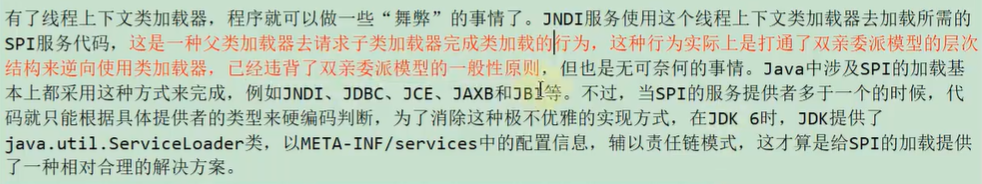 有了线程上下文类加载器，程序就可以做一些“舞弊”的事情了。JNDI服务使用这个线程上下文类加载器去加载所需的
SPI服务代码，这是一种父类加载器去请求子类加载器完成类加载的行为，这种行为实际上是打通了双亲委派模型的层次
结构来逆向使用类加载器，已经违背了双亲委派模型的一般性原则，但也是无可奈何的事情。Java中涉及SPI的加载基
本上都采用这种方式来完成，例如JNDI、JDBC、JCE、JAXB和JBI等。不过，当SPI的服务提供者多于一个的时候，代
码就只能根据具体提供者的类型来硬编码判断，为了消除这种极不优雅的实现方式，在JDK 6时，JDK提供了
java.util.ServiceLoader类，以META-INF/services中的配置信息，辅以责任链模式，这才算是给SPI的加载提供
了一种相对合理的解决方案。